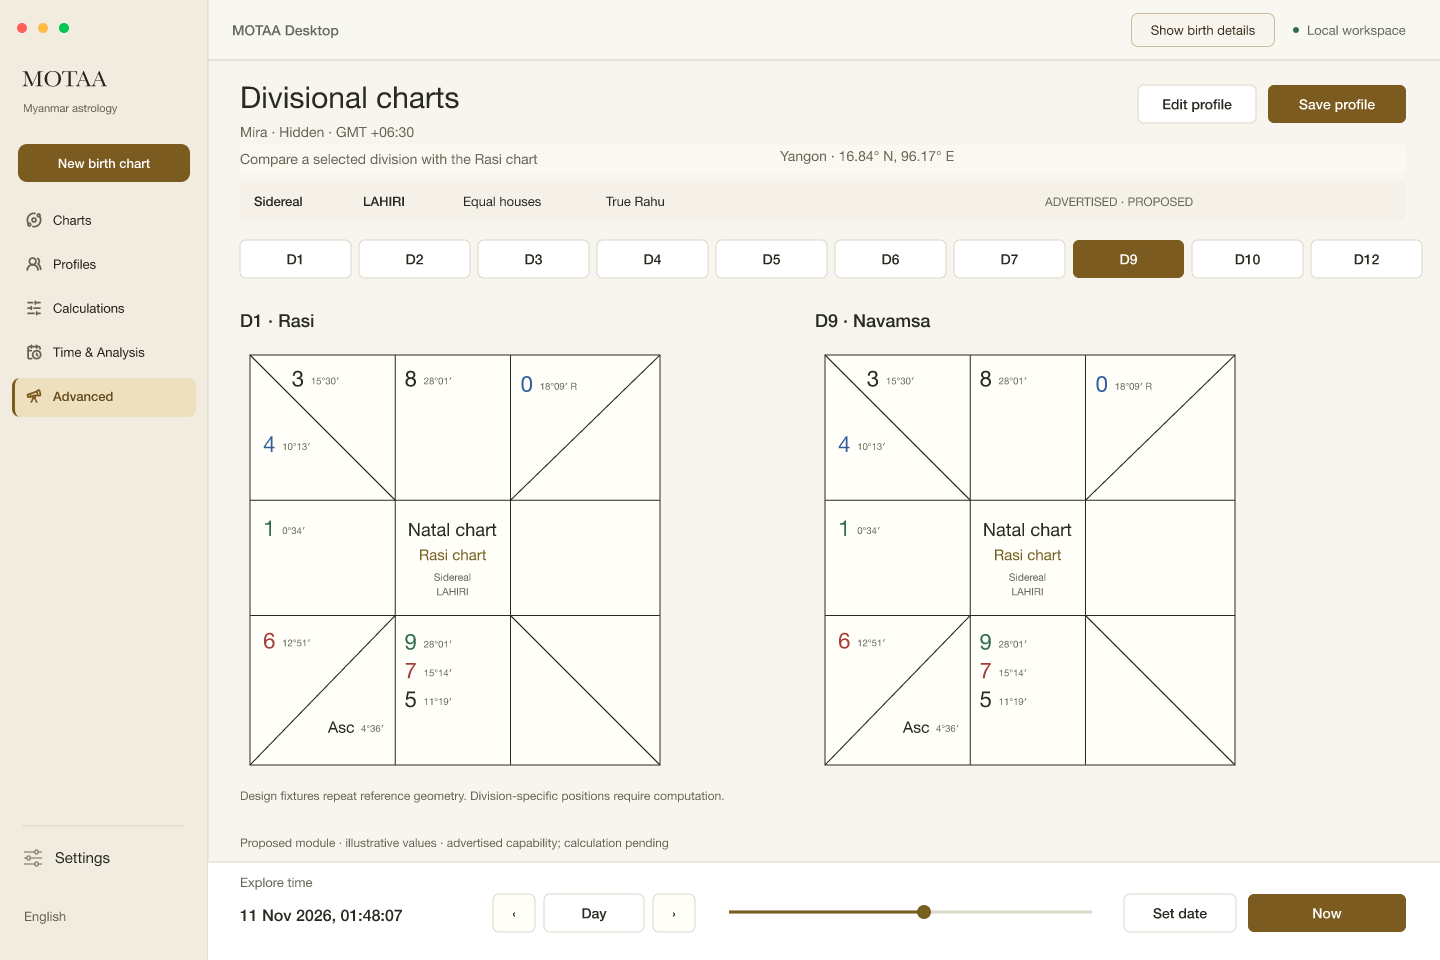 MOTAA Desktop
Show birth details
Local workspace
MOTAA
Myanmar astrology
New birth chart
Charts
Profiles
Calculations
Time & Analysis
Advanced
Settings
English
Divisional charts
Edit profile
Save profile
Mira · Hidden · GMT +06:30
Compare a selected division with the Rasi chart
Yangon · 16.84° N, 96.17° E
Sidereal LAHIRI Equal houses True Rahu ADVERTISED · PROPOSED
D1 D2 D3 D4 D5 D6 D7 D9 D10 D12
D1 · Rasi
3 15°30′ 8 28°01′ 0 18°09′ R
4 10°13′
1 0°34′
Natal chart
Rasi chart
Sidereal
LAHIRI
6 12°51′ 9 28°01′
7 15°14′
5 11°19′
Asc 4°36′
D9 · Navamsa
3 15°30′ 8 28°01′ 0 18°09′ R
4 10°13′
1 0°34′
Natal chart
Rasi chart
Sidereal
LAHIRI
6 12°51′ 9 28°01′
7 15°14′
5 11°19′
Asc 4°36′
Design fixtures repeat reference geometry. Division-specific positions require computation.
Proposed module · illustrative values · advertised capability; calculation pending
Explore time
11 Nov 2026, 01:48:07
‹ Day ›
Set date
Now